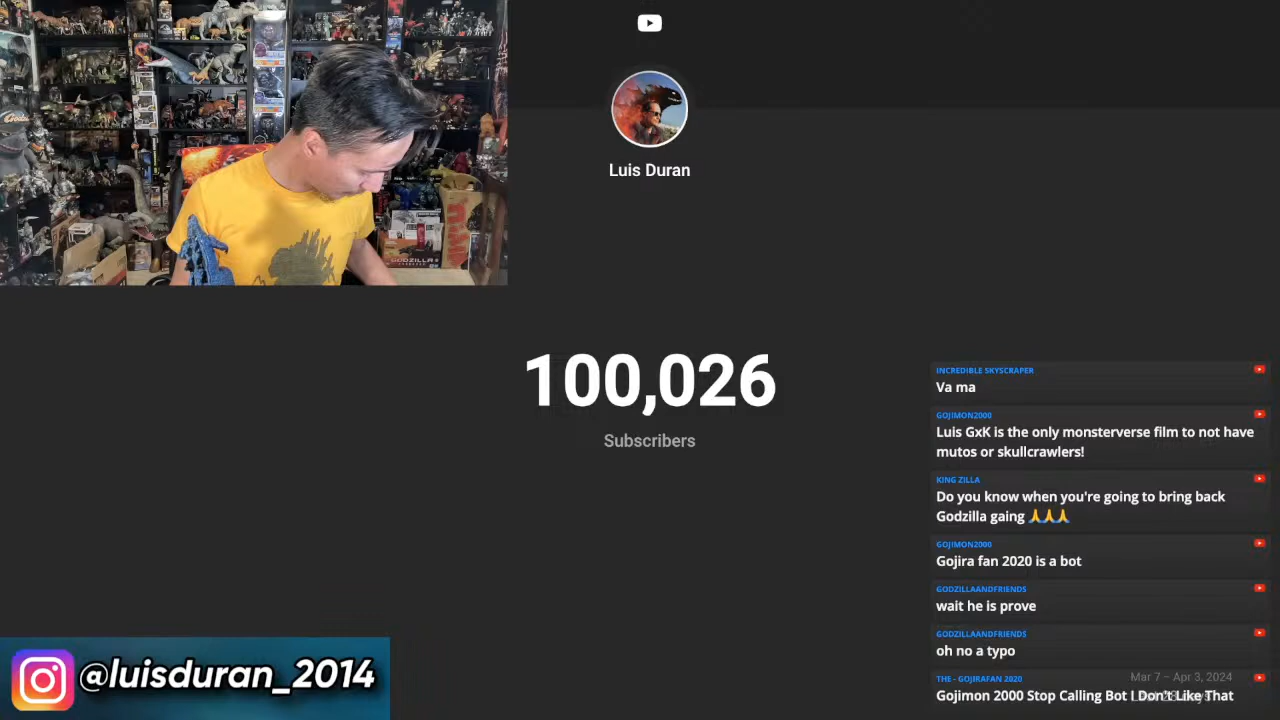 Luis Duran
100,026
Subscribers
INCREDIBLE SKYSCRAPER
Va ma
GOJIMON2000
Luis GxK is the only monsterverse film to not have
mutos or skullcrawlers!
KING ZILLA
Do you know when you're going to bring back
Godzilla gaing 🙏🙏🙏
GOJIMON2000
Gojira fan 2020 is a bot
GODZILLAANDFRIENDS
wait he is prove
GODZILLAANDFRIENDS
oh no a typo
THE - GOJIRAFAN 2020
Mar 7 – Apr 3, 2024
Gojimon 2000 Stop Calling Bot I Don't Like That
@luisduran_2014
GODZILLA